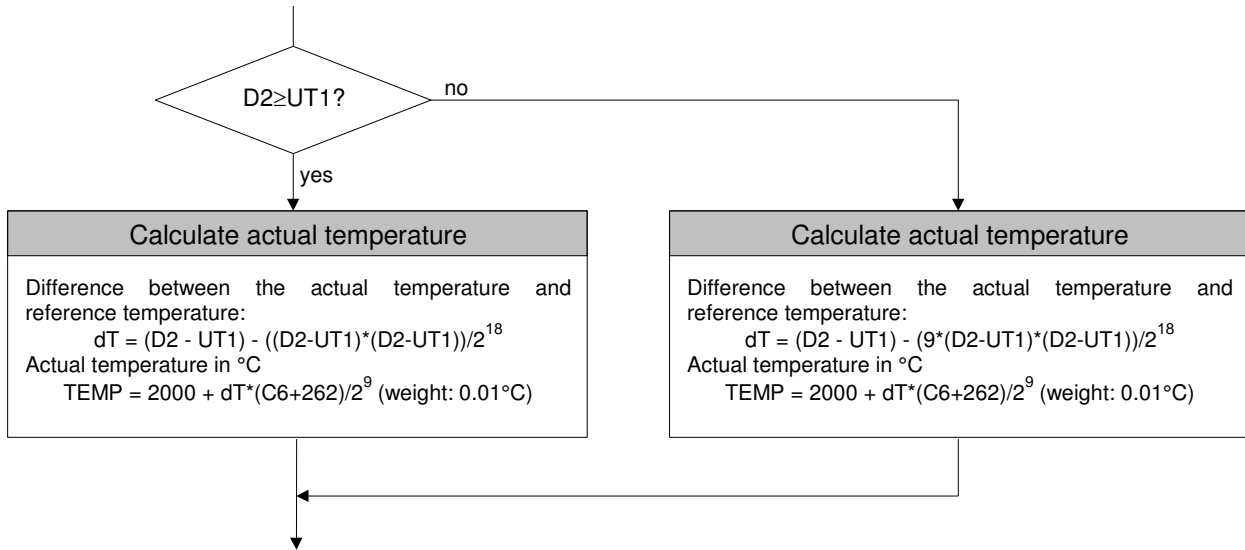 D2≥UT1?
no
yes
Calculate actual temperature
Difference between the actual temperature and
reference temperature:
dT = (D2 - UT1) - ((D2-UT1)*(D2-UT1))/2^18
Actual temperature in °C
TEMP = 2000 + dT*(C6+262)/2^9 (weight: 0.01°C)
Calculate actual temperature
Difference between the actual temperature and
reference temperature:
dT = (D2 - UT1) - (9*(D2-UT1)*(D2-UT1))/2^18
Actual temperature in °C
TEMP = 2000 + dT*(C6+262)/2^9 (weight: 0.01°C)